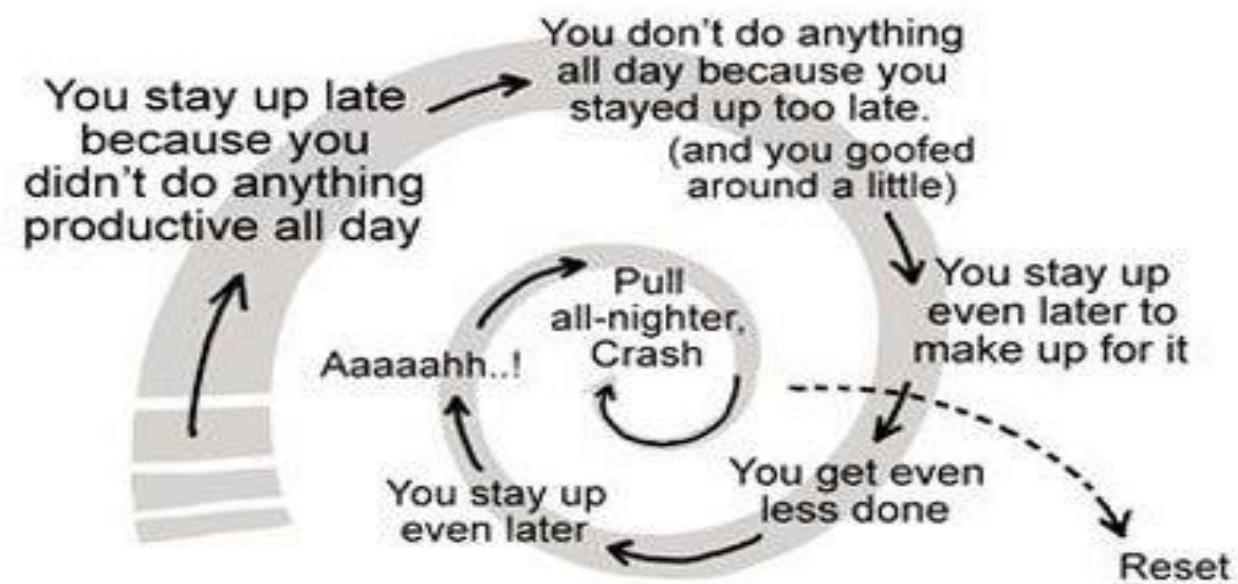 You stay up late
because you
didn't do anything
productive all day
You don't do anything
all day because you
stayed up too late.
(and you goofed
around a little)
You stay up
even later to
make up for it
You get even
less done
You stay up
even later
Aaaaahh..!
Pull
all-nighter,
Crash
Reset